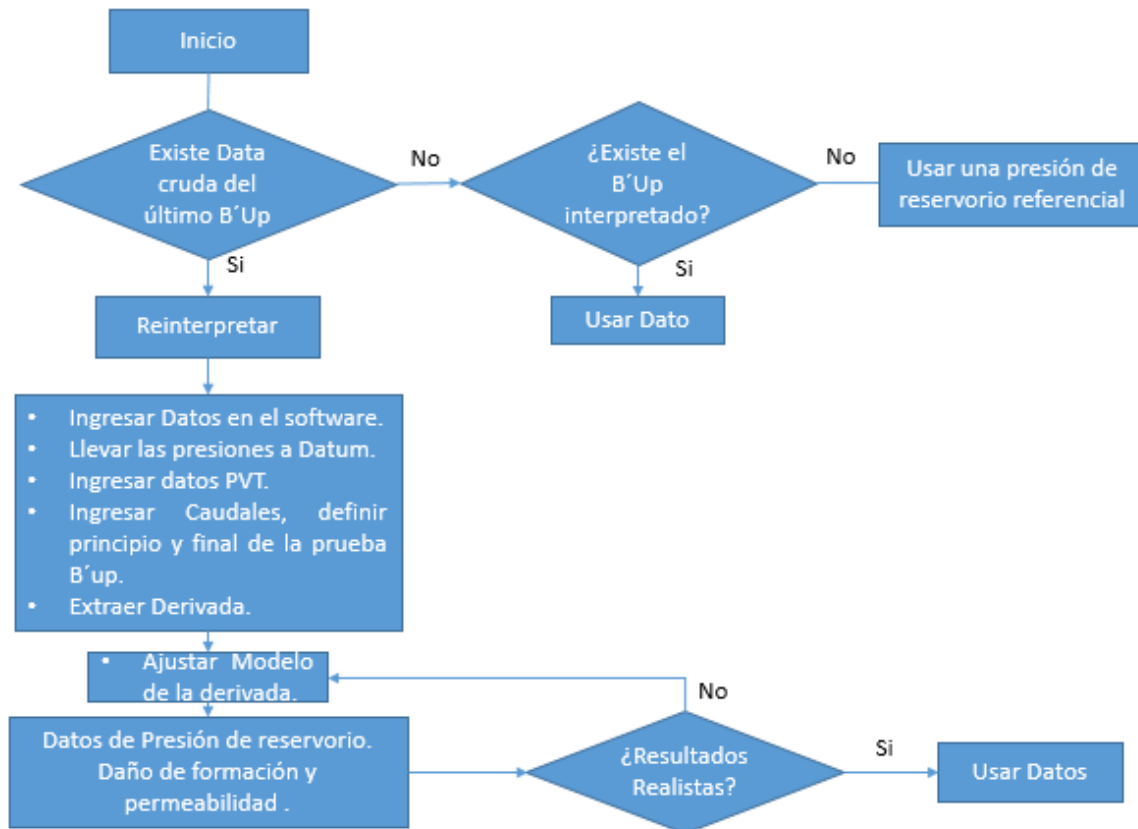 Inicio
Existe Data
cruda del
último B´Up
No
¿Existe el
B´Up
interpretado?
No
Usar una presión de
reservorio referencial
Si
Si
Reinterpretar
Usar Dato
• Ingresar Datos en el software.
• Llevar las presiones a Datum.
• Ingresar datos PVT.
• Ingresar Caudales, definir
principio y final de la prueba
B´up.
• Extraer Derivada.
• Ajustar Modelo
de la derivada.
No
Datos de Presión de reservorio.
Daño de formación y
permeabilidad .
¿Resultados
Realistas?
Si
Usar Datos